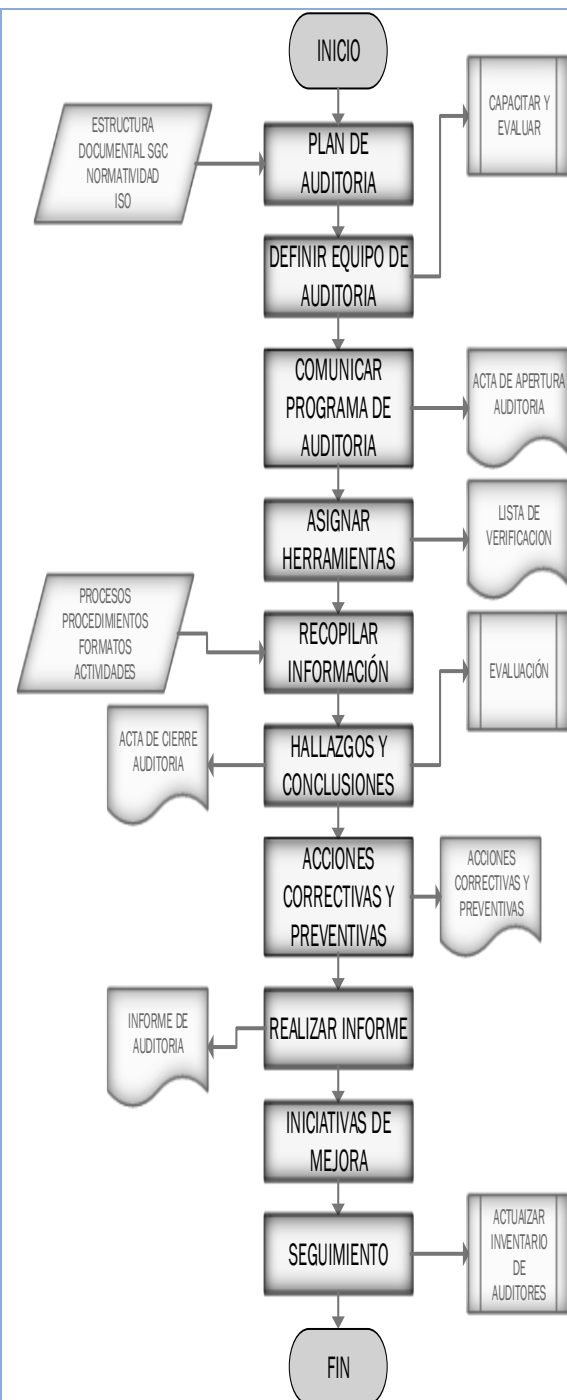 INICIO
CAPACITAR Y
EVALUAR
ESTRUCTURA
DOCUMENTAL SGC
NORMATIVIDAD
ISO
PLAN DE
AUDITORIA
DEFINIR EQUIPO DE
AUDITORIA
COMUNICAR
PROGRAMA DE
AUDITORIA
ACTA DE APERTURA
AUDITORIA
ASIGNAR
HERRAMIENTAS
LISTA DE
VERIFICACION
PROCESOS
PROCEDIMIENTOS
FORMATOS
ACTIVIDADES
RECOPILAR
INFORMACIÓN
EVALUACIÓN
ACTA DE CIERRE
AUDITORIA
HALLAZGOS Y
CONCLUSIONES
ACCIONES
CORRECTIVAS Y
PREVENTIVAS
ACCIONES
CORRECTIVAS Y
PREVENTIVAS
INFORME DE
AUDITORIA
REALIZAR INFORME
INICIATIVAS DE
MEJORA
SEGUIMIENTO
ACTUAIZAR
INVENTARIO
DE
AUDITORES
FIN